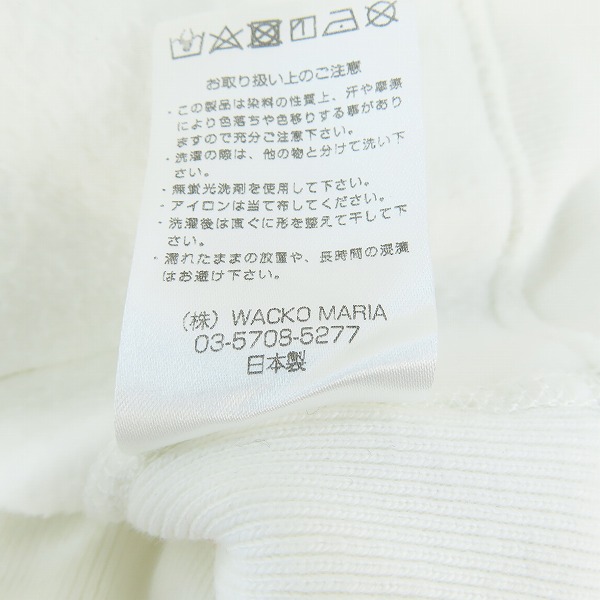 お取り扱い上のご注意
・この製品は染料の性質上、汗や摩擦
により色落ちや色移りする事があり
ますので充分ご注意下さい。
・洗濯の際は、他の物と分けて洗い下
さい。
・無蛍光洗剤を使用して下さい。
・アイロンは当て布してください。
・洗濯後は直ぐに形を整えて干して下
さい。
・濡れたままの放置や、長時間の浸漬
はお避け下さい。
（株）WACKO MARIA
03-5708-5277
日本製